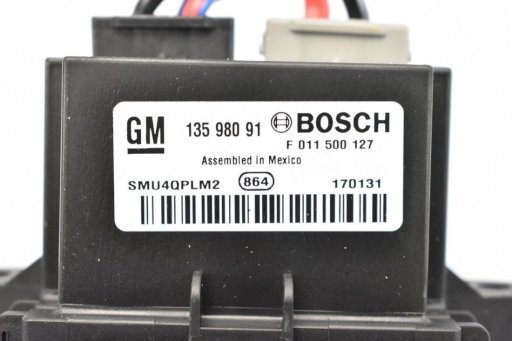 GM 135 980 91 BOSCH
F 011 500 127
Assembled in Mexico
SMU4QPLM2 864 170131